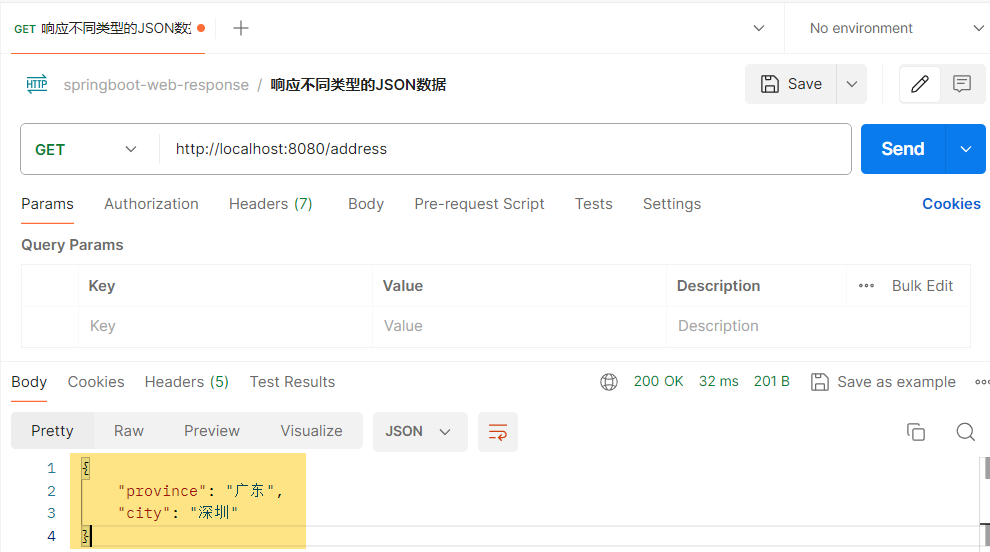 GET 响应不同类型的JSON数据
No environment
HTTP springboot-web-response / 响应不同类型的JSON数据
Save
GET http://localhost:8080/address Send
Params Authorization Headers (7) Body Pre-request Script Tests Settings Cookies
Query Params
Key Value Description Bulk Edit
Key Value Description
Body Cookies Headers (5) Test Results 200 OK 32 ms 201 B Save as example
Pretty Raw Preview Visualize JSON
1 {
2 "province": "广东",
3 "city": "深圳"
4 }